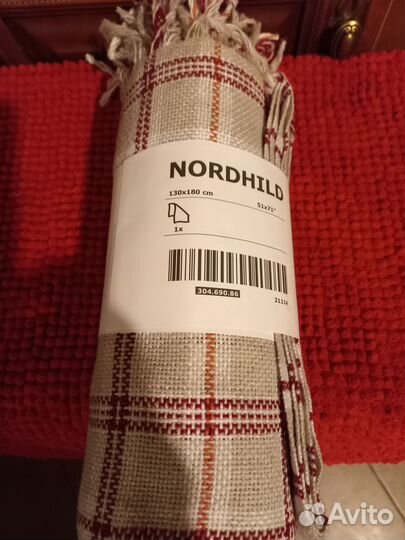 NORDHILD
130x180 cm
51x71"
1x
304.690.86
21114
Avito